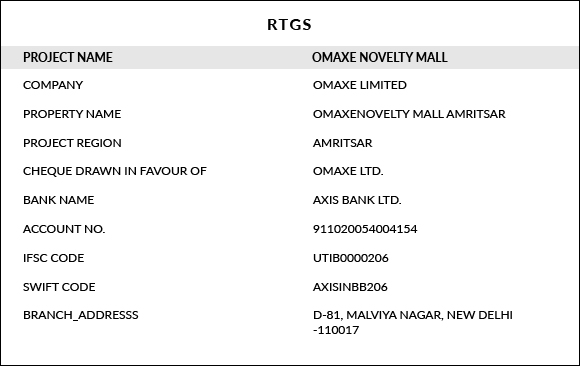 RTGS
PROJECT NAME OMAXE NOVELTY MALL
COMPANY OMAXE LIMITED
PROPERTY NAME OMAXENOVELTY MALL AMRITSAR
PROJECT REGION AMRITSAR
CHEQUE DRAWN IN FAVOUR OF OMAXE LTD.
BANK NAME AXIS BANK LTD.
ACCOUNT NO. 911020054004154
IFSC CODE UTIB0000206
SWIFT CODE AXISINBB206
BRANCH_ADDRESSS D-81, MALVIYA NAGAR, NEW DELHI
-110017